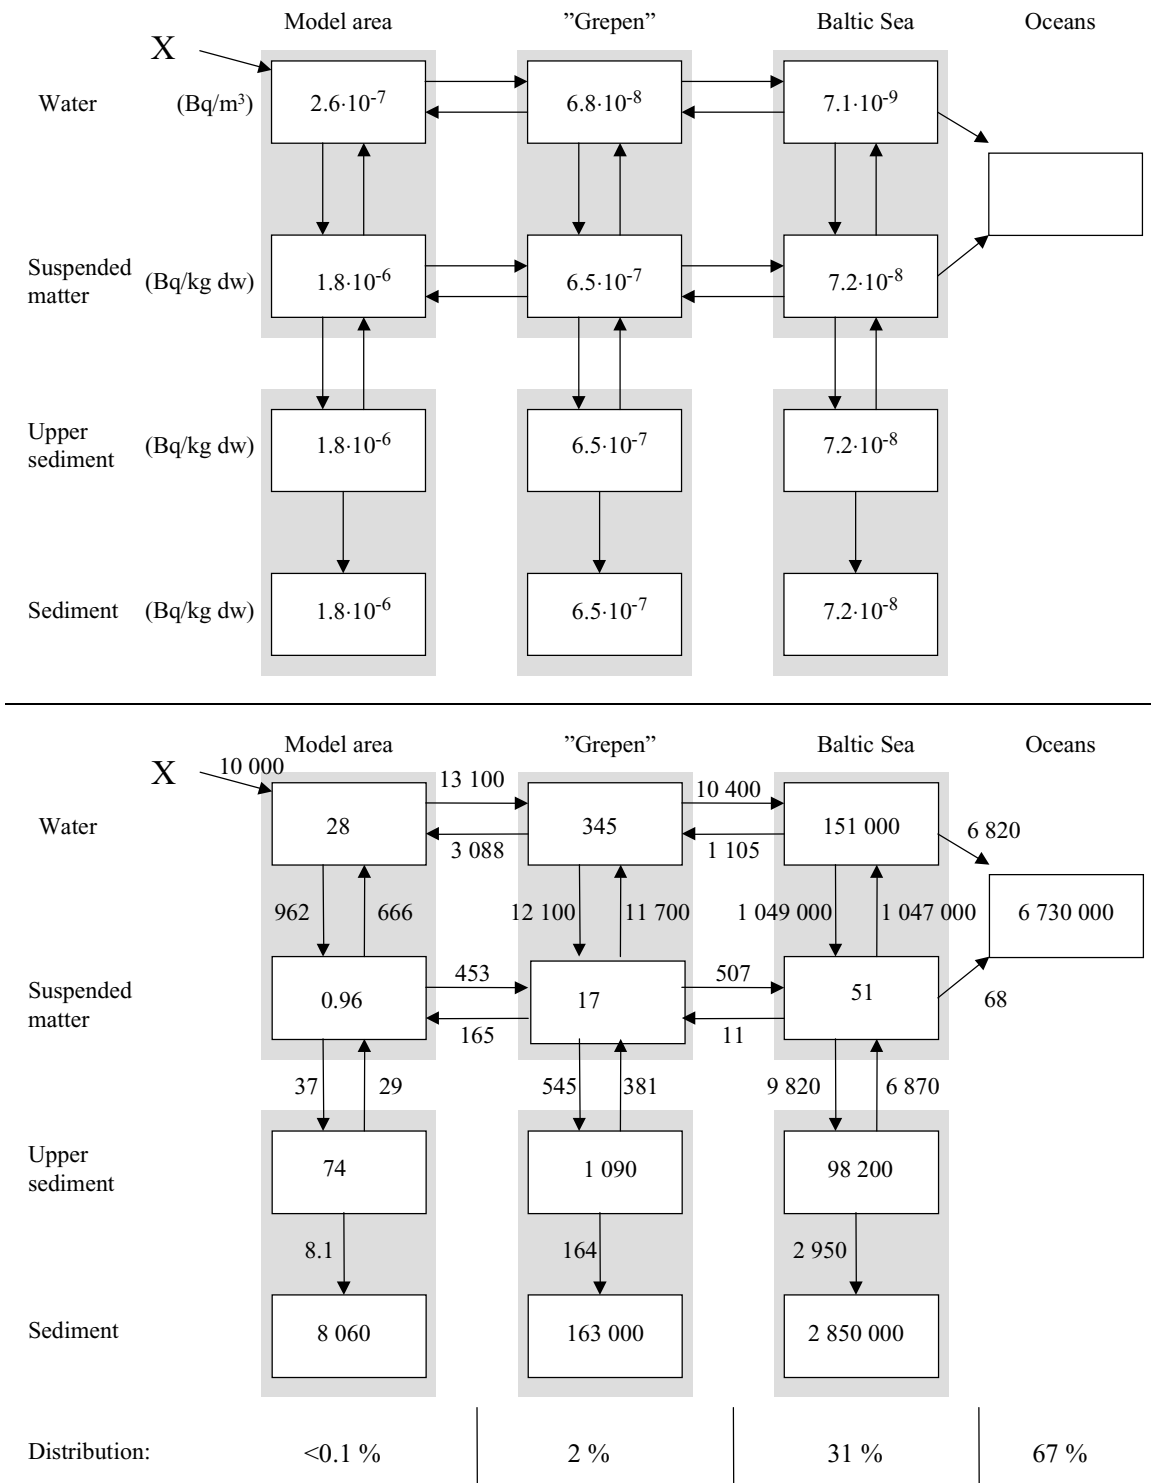 Model area ”Grepen” Baltic Sea Oceans
X
Water (Bq/m³) 2.6·10⁻⁷ 6.8·10⁻⁸ 7.1·10⁻⁹
Suspended
matter (Bq/kg dw) 1.8·10⁻⁶ 6.5·10⁻⁷ 7.2·10⁻⁸
Upper
sediment (Bq/kg dw) 1.8·10⁻⁶ 6.5·10⁻⁷ 7.2·10⁻⁸
Sediment (Bq/kg dw) 1.8·10⁻⁶ 6.5·10⁻⁷ 7.2·10⁻⁸
Model area ”Grepen” Baltic Sea Oceans
X 10 000 13 100 10 400
Water 28 345 151 000 6 820
3 088 1 105
962 666 12 100 11 700 1 049 000 1 047 000 6 730 000
453 507
Suspended
matter 0.96 17 51 68
165 11
37 29 545 381 9 820 6 870
Upper
sediment 74 1 090 98 200
8.1 164 2 950
Sediment 8 060 163 000 2 850 000
Distribution: <0.1 % 2 % 31 % 67 %